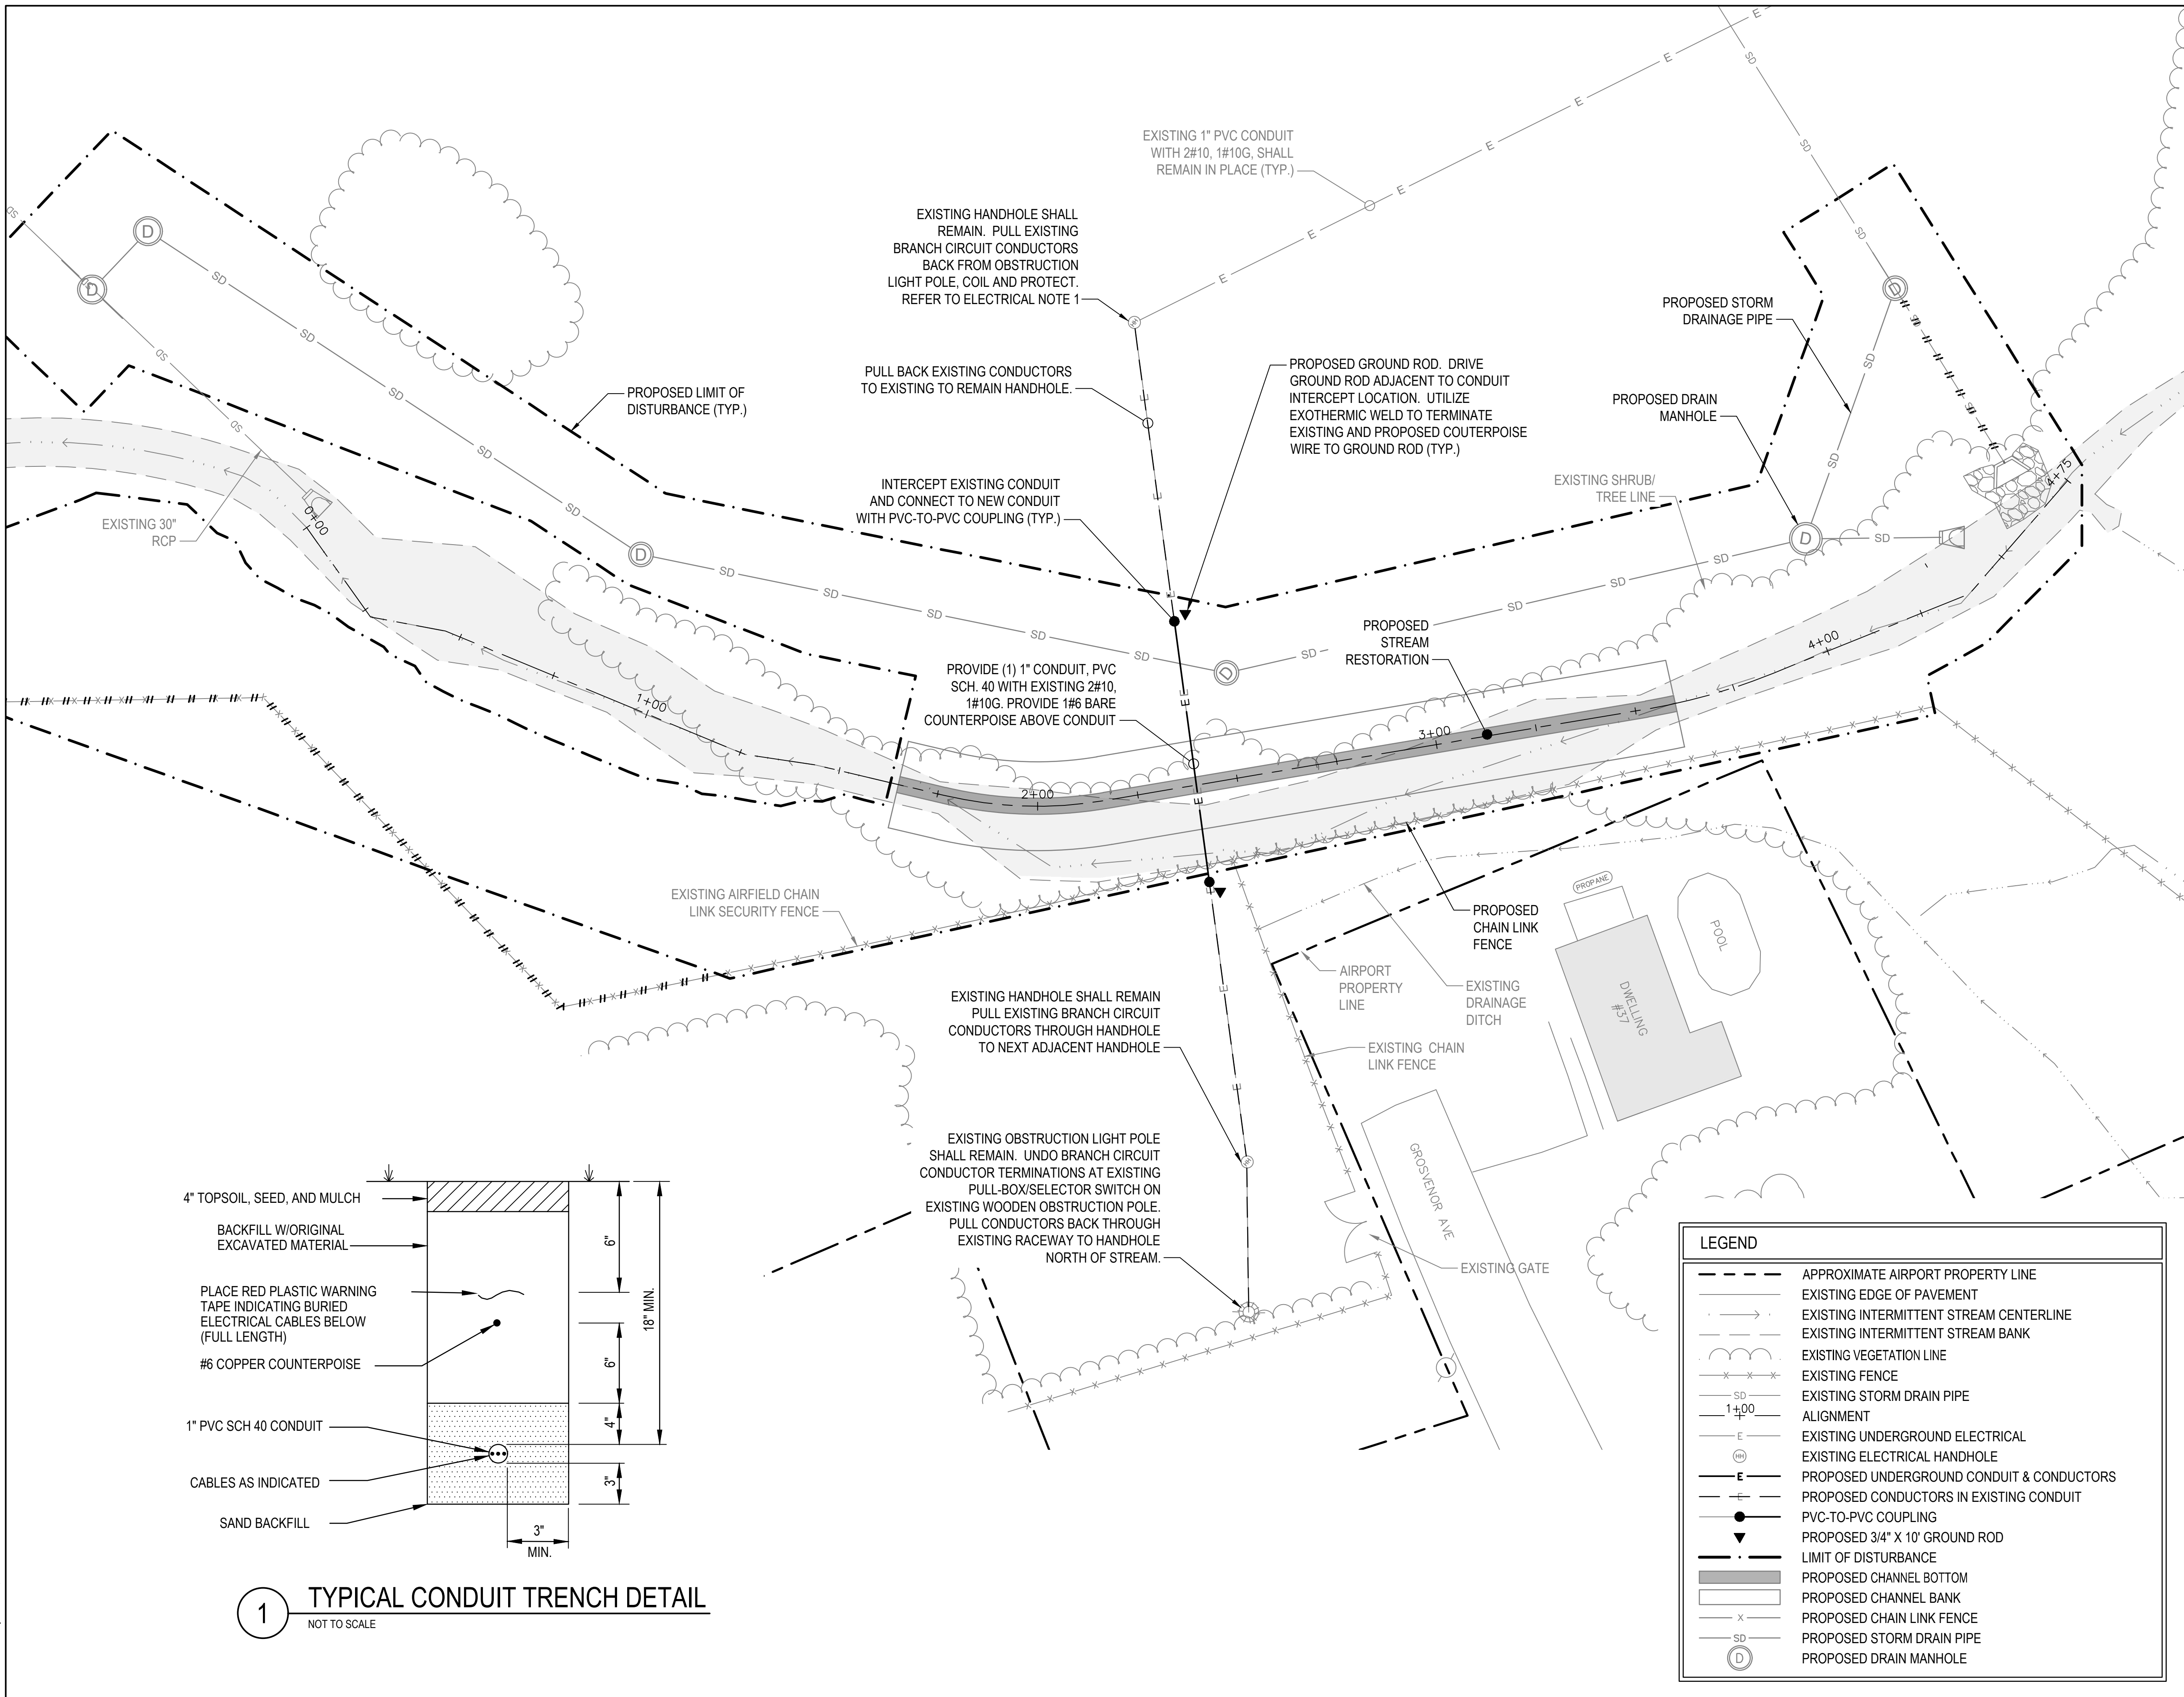 EXISTING 1" PVC CONDUIT
WITH 2#10, 1#10G, SHALL
REMAIN IN PLACE (TYP.)
EXISTING HANDHOLE SHALL
REMAIN. PULL EXISTING
BRANCH CIRCUIT CONDUCTORS
BACK FROM OBSTRUCTION
LIGHT POLE, COIL AND PROTECT.
REFER TO ELECTRICAL NOTE 1
PULL BACK EXISTING CONDUCTORS
TO EXISTING TO REMAIN HANDHOLE.
PROPOSED GROUND ROD. DRIVE
GROUND ROD ADJACENT TO CONDUIT
INTERCEPT LOCATION. UTILIZE
EXOTHERMIC WELD TO TERMINATE
EXISTING AND PROPOSED COUTERPOISE
WIRE TO GROUND ROD (TYP.)
PROPOSED STORM
DRAINAGE PIPE
PROPOSED DRAIN
MANHOLE
PROPOSED LIMIT OF
DISTURBANCE (TYP.)
INTERCEPT EXISTING CONDUIT
AND CONNECT TO NEW CONDUIT
WITH PVC-TO-PVC COUPLING (TYP.)
EXISTING SHRUB/
TREE LINE
EXISTING 30"
RCP
0+00
1+00
2+00
3+00
4+00
4+75
PROPOSED
STREAM
RESTORATION
PROVIDE (1) 1" CONDUIT, PVC
SCH. 40 WITH EXISTING 2#10,
1#10G. PROVIDE 1#6 BARE
COUNTERPOISE ABOVE CONDUIT
EXISTING AIRFIELD CHAIN
LINK SECURITY FENCE
PROPOSED
CHAIN LINK
FENCE
PROPANE
POOL
DWELLING
#37
AIRPORT
PROPERTY
LINE
EXISTING
DRAINAGE
DITCH
EXISTING CHAIN
LINK FENCE
EXISTING HANDHOLE SHALL REMAIN
PULL EXISTING BRANCH CIRCUIT
CONDUCTORS THROUGH HANDHOLE
TO NEXT ADJACENT HANDHOLE
EXISTING OBSTRUCTION LIGHT POLE
SHALL REMAIN. UNDO BRANCH CIRCUIT
CONDUCTOR TERMINATIONS AT EXISTING
PULL-BOX/SELECTOR SWITCH ON
EXISTING WOODEN OBSTRUCTION POLE.
PULL CONDUCTORS BACK THROUGH
EXISTING RACEWAY TO HANDHOLE
NORTH OF STREAM.
GROSVENOR AVE
EXISTING GATE
4" TOPSOIL, SEED, AND MULCH
BACKFILL W/ORIGINAL
EXCAVATED MATERIAL
PLACE RED PLASTIC WARNING
TAPE INDICATING BURIED
ELECTRICAL CABLES BELOW
(FULL LENGTH)
#6 COPPER COUNTERPOISE
1" PVC SCH 40 CONDUIT
CABLES AS INDICATED
SAND BACKFILL
6"
6"
4"
3"
18" MIN.
3"
MIN.
1
TYPICAL CONDUIT TRENCH DETAIL
NOT TO SCALE
LEGEND
APPROXIMATE AIRPORT PROPERTY LINE
EXISTING EDGE OF PAVEMENT
EXISTING INTERMITTENT STREAM CENTERLINE
EXISTING INTERMITTENT STREAM BANK
EXISTING VEGETATION LINE
X X X EXISTING FENCE
SD EXISTING STORM DRAIN PIPE
1+00 ALIGNMENT
E EXISTING UNDERGROUND ELECTRICAL
HH EXISTING ELECTRICAL HANDHOLE
E PROPOSED UNDERGROUND CONDUIT & CONDUCTORS
E PROPOSED CONDUCTORS IN EXISTING CONDUIT
PVC-TO-PVC COUPLING
PROPOSED 3/4" X 10' GROUND ROD
LIMIT OF DISTURBANCE
PROPOSED CHANNEL BOTTOM
PROPOSED CHANNEL BANK
X PROPOSED CHAIN LINK FENCE
SD PROPOSED STORM DRAIN PIPE
D PROPOSED DRAIN MANHOLE